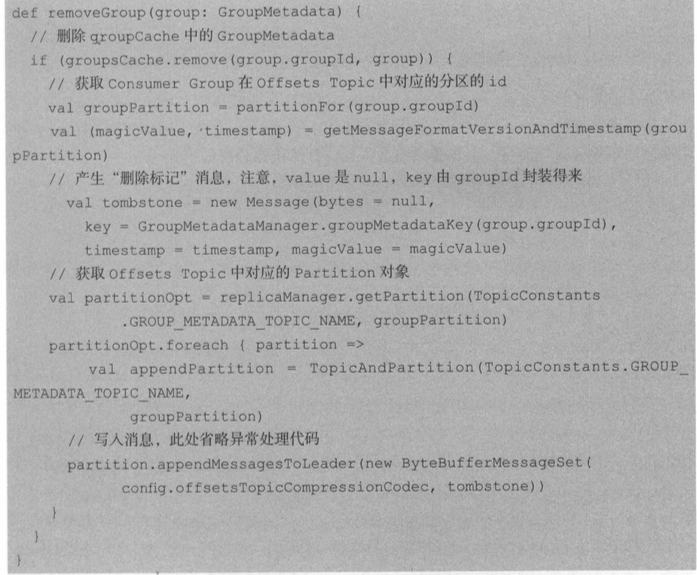 def removeGroup(group: GroupMetadata) {
// 删除 groupCache 中的 GroupMetadata
if (groupsCache.remove(group.groupId, group)) {
// 获取 Consumer Group 在 Offsets Topic 中对应的分区的 id
val groupPartition = partitionFor(group.groupId)
val (magicValue, timestamp) = getMessageFormatVersionAndTimestamp(grou
pPartition)
// 产生“删除标记”消息，注意，value 是 null，key 由 groupId 封装得来
val tombstone = new Message(bytes = null,
key = GroupMetadataManager.groupMetadataKey(group.groupId),
timestamp = timestamp, magicValue = magicValue)
// 获取 Offsets Topic 中对应的 Partition 对象
val partitionOpt = replicaManager.getPartition(TopicConstants
.GROUP_METADATA_TOPIC_NAME, groupPartition)
partitionOpt.foreach { partition =>
val appendPartition = TopicAndPartition(TopicConstants.GROUP_
METADATA_TOPIC_NAME,
groupPartition)
// 写入消息，此处省略异常处理代码
partition.appendMessagesToLeader(new ByteBufferMessageSet(
config.offsetsTopicCompressionCodec, tombstone))
}
}
}